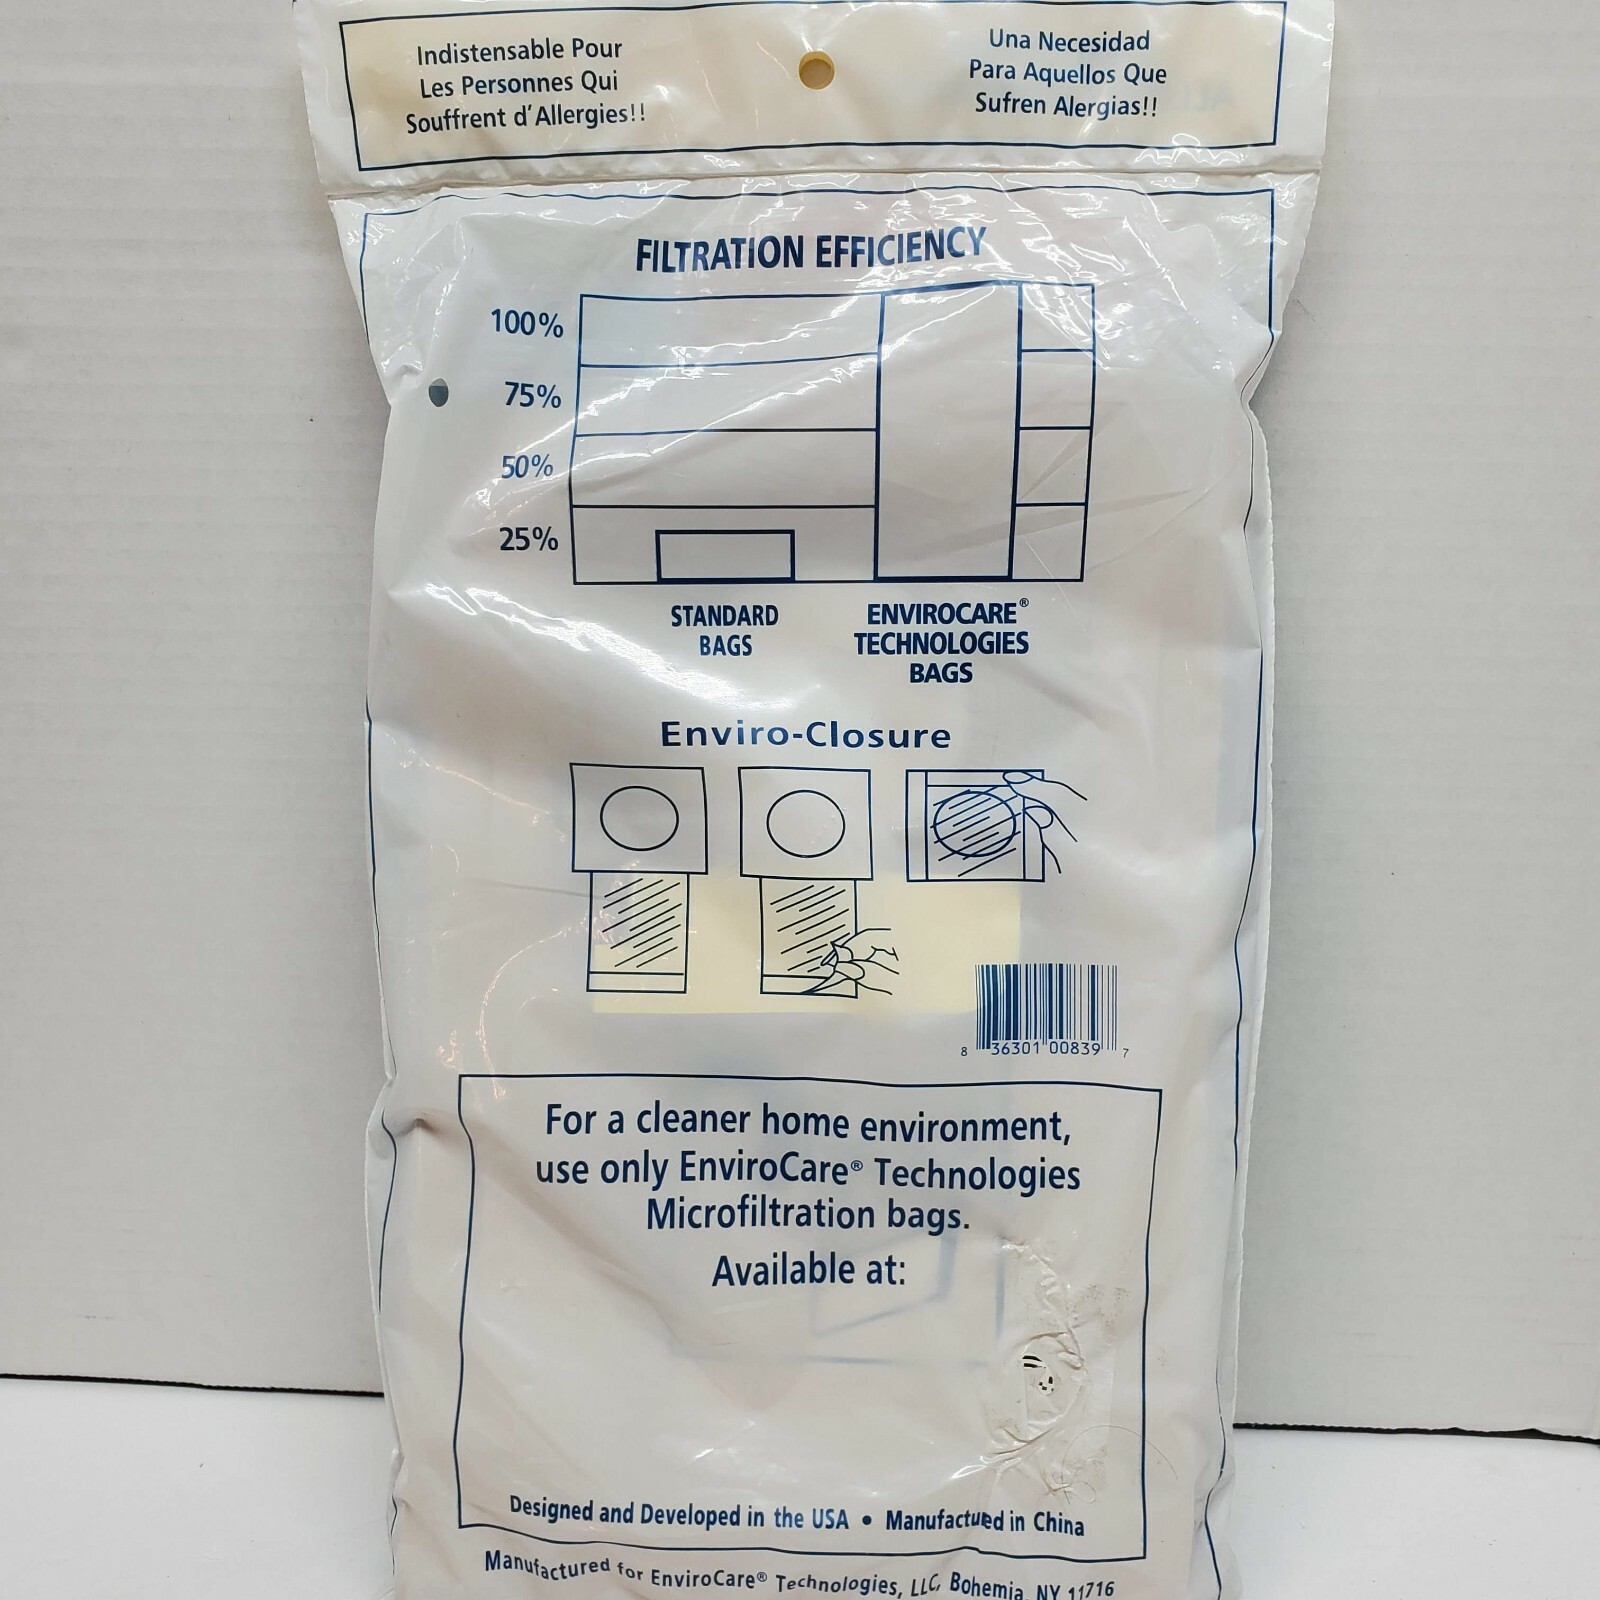 Indistensable Pour
Les Personnes Qui
Souffrent d'Allergies!!
Una Necesidad
Para Aquellos Que
Sufren Alergias!!
FILTRATION EFFICIENCY
100%
75%
50%
25%
STANDARD
BAGS
ENVIROCARE®
TECHNOLOGIES
BAGS
Enviro-Closure
8 36301 00839 7
For a cleaner home environment,
use only EnviroCare® Technologies
Microfiltration bags.
Available at:
Designed and Developed in the USA • Manufactued in China
Manufactured for EnviroCare® Technologies, LLC, Bohemia, NY 11716